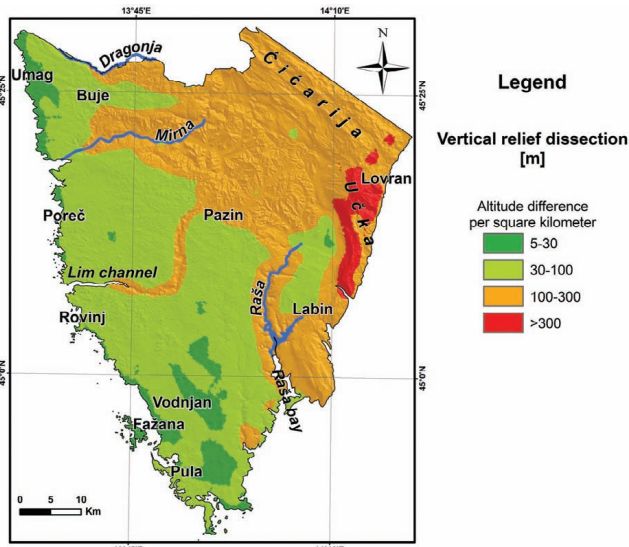 13°45'E
14°10'E
N
Dragonja
Ćićarija
Umag
45°25'N
45°25'N
Buje
Mirna
Učka
Lovran
Poreč
Pazin
Lim channel
Raša
Rovinj
Labin
45°0'N
45°0'N
Raša bay
Vodnjan
Fažana
Pula
0 5 10
Km
Legend
Vertical relief dissection
[m]
Altitude difference
per square kilometer
5-30
30-100
100-300
>300